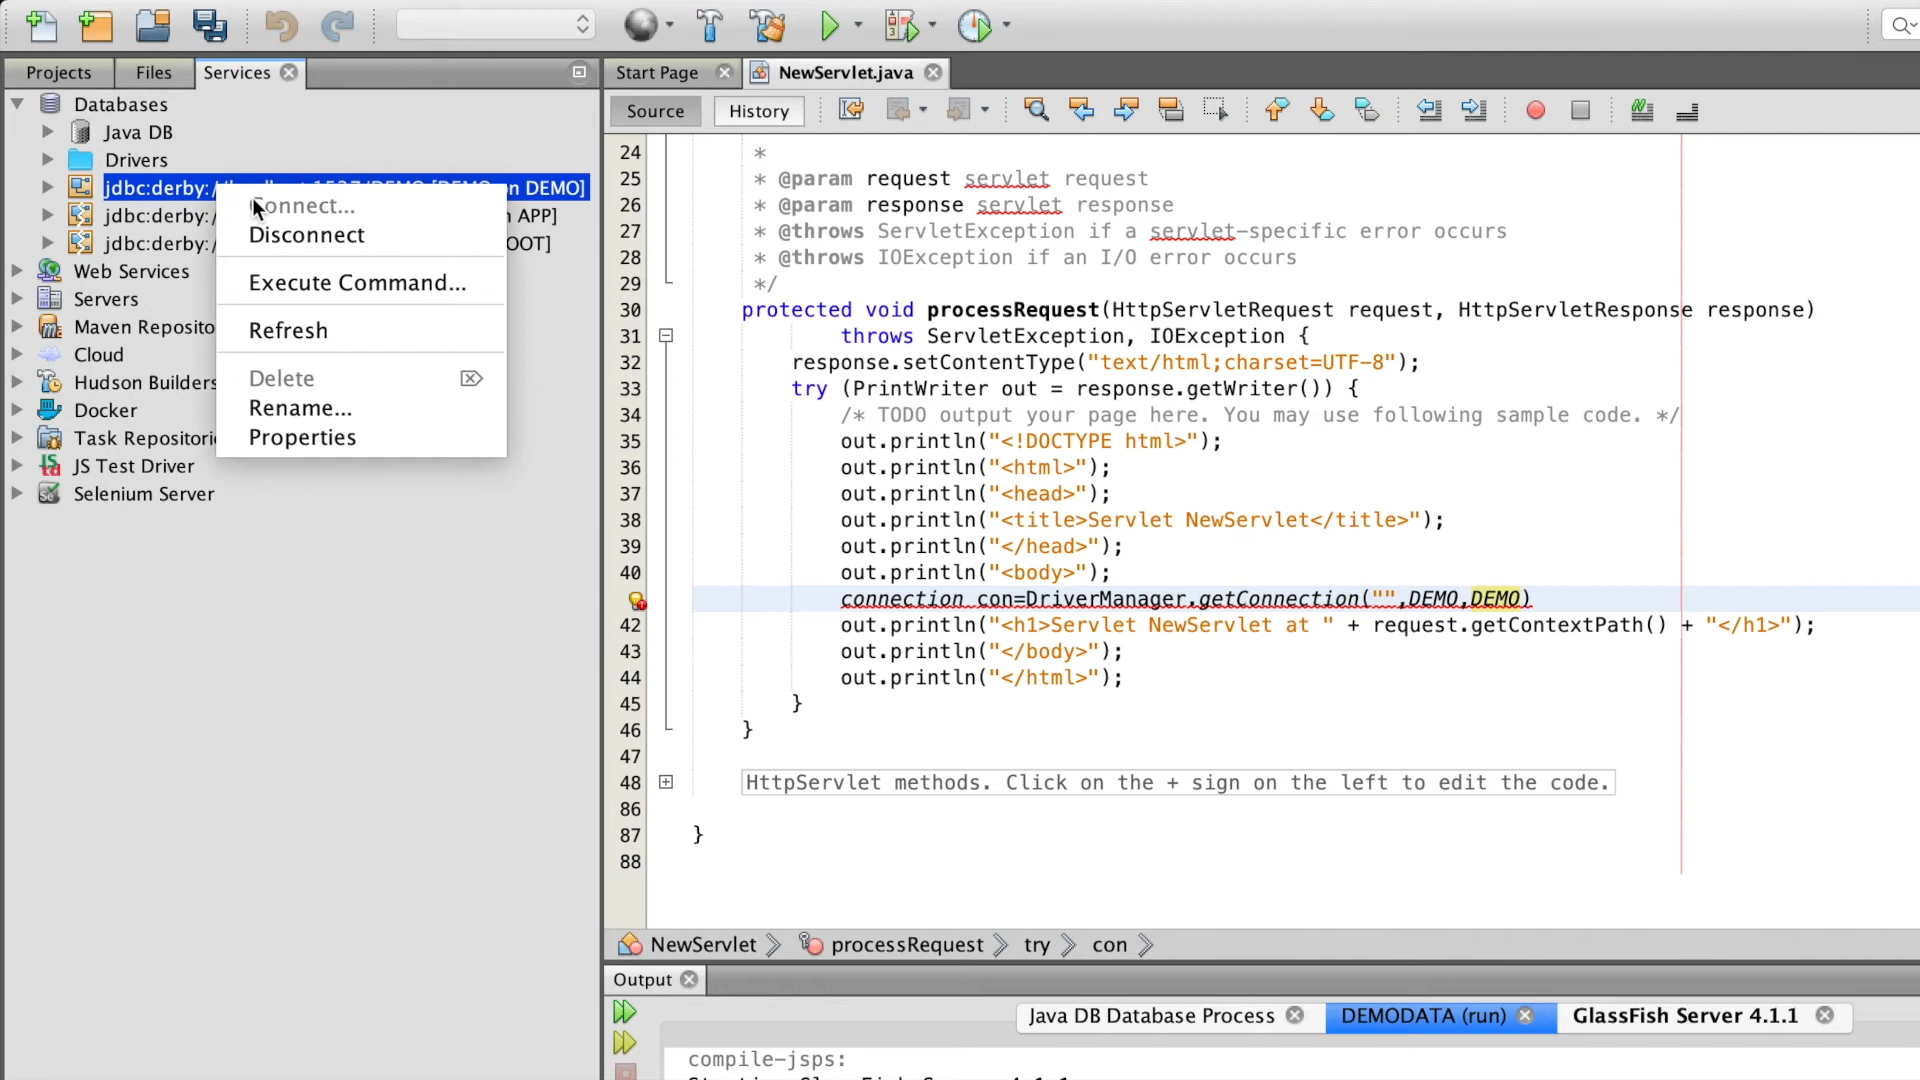 Projects Files Services
Start Page NewServlet.java
Source History
Databases
Java DB
Drivers
jdbc:derby:/ DEMO]
jdbc:derby:/ APP]
jdbc:derby:/ OOT]
Web Services
Servers
Maven Reposito
Cloud
Hudson Builders
Docker
Task Repositori
JS Test Driver
Selenium Server
Connect...
Disconnect
Execute Command...
Refresh
Delete
Rename...
Properties
24 *
25 * @param request servlet request
26 * @param response servlet response
27 * @throws ServletException if a servlet-specific error occurs
28 * @throws IOException if an I/O error occurs
29 */
30 protected void processRequest(HttpServletRequest request, HttpServletResponse response)
31 throws ServletException, IOException {
32 response.setContentType("text/html;charset=UTF-8");
33 try (PrintWriter out = response.getWriter()) {
34 /* TODO output your page here. You may use following sample code. */
35 out.println("<!DOCTYPE html>");
36 out.println("<html>");
37 out.println("<head>");
38 out.println("<title>Servlet NewServlet</title>");
39 out.println("</head>");
40 out.println("<body>");
connection con=DriverManager.getConnection("",DEMO,DEMO)
42 out.println("<h1>Servlet NewServlet at " + request.getContextPath() + "</h1>");
43 out.println("</body>");
44 out.println("</html>");
45 }
46 }
47
48 HttpServlet methods. Click on the + sign on the left to edit the code.
86
87 }
88
NewServlet processRequest try con
Output
Java DB Database Process DEMODATA (run) GlassFish Server 4.1.1
compile-jsps: